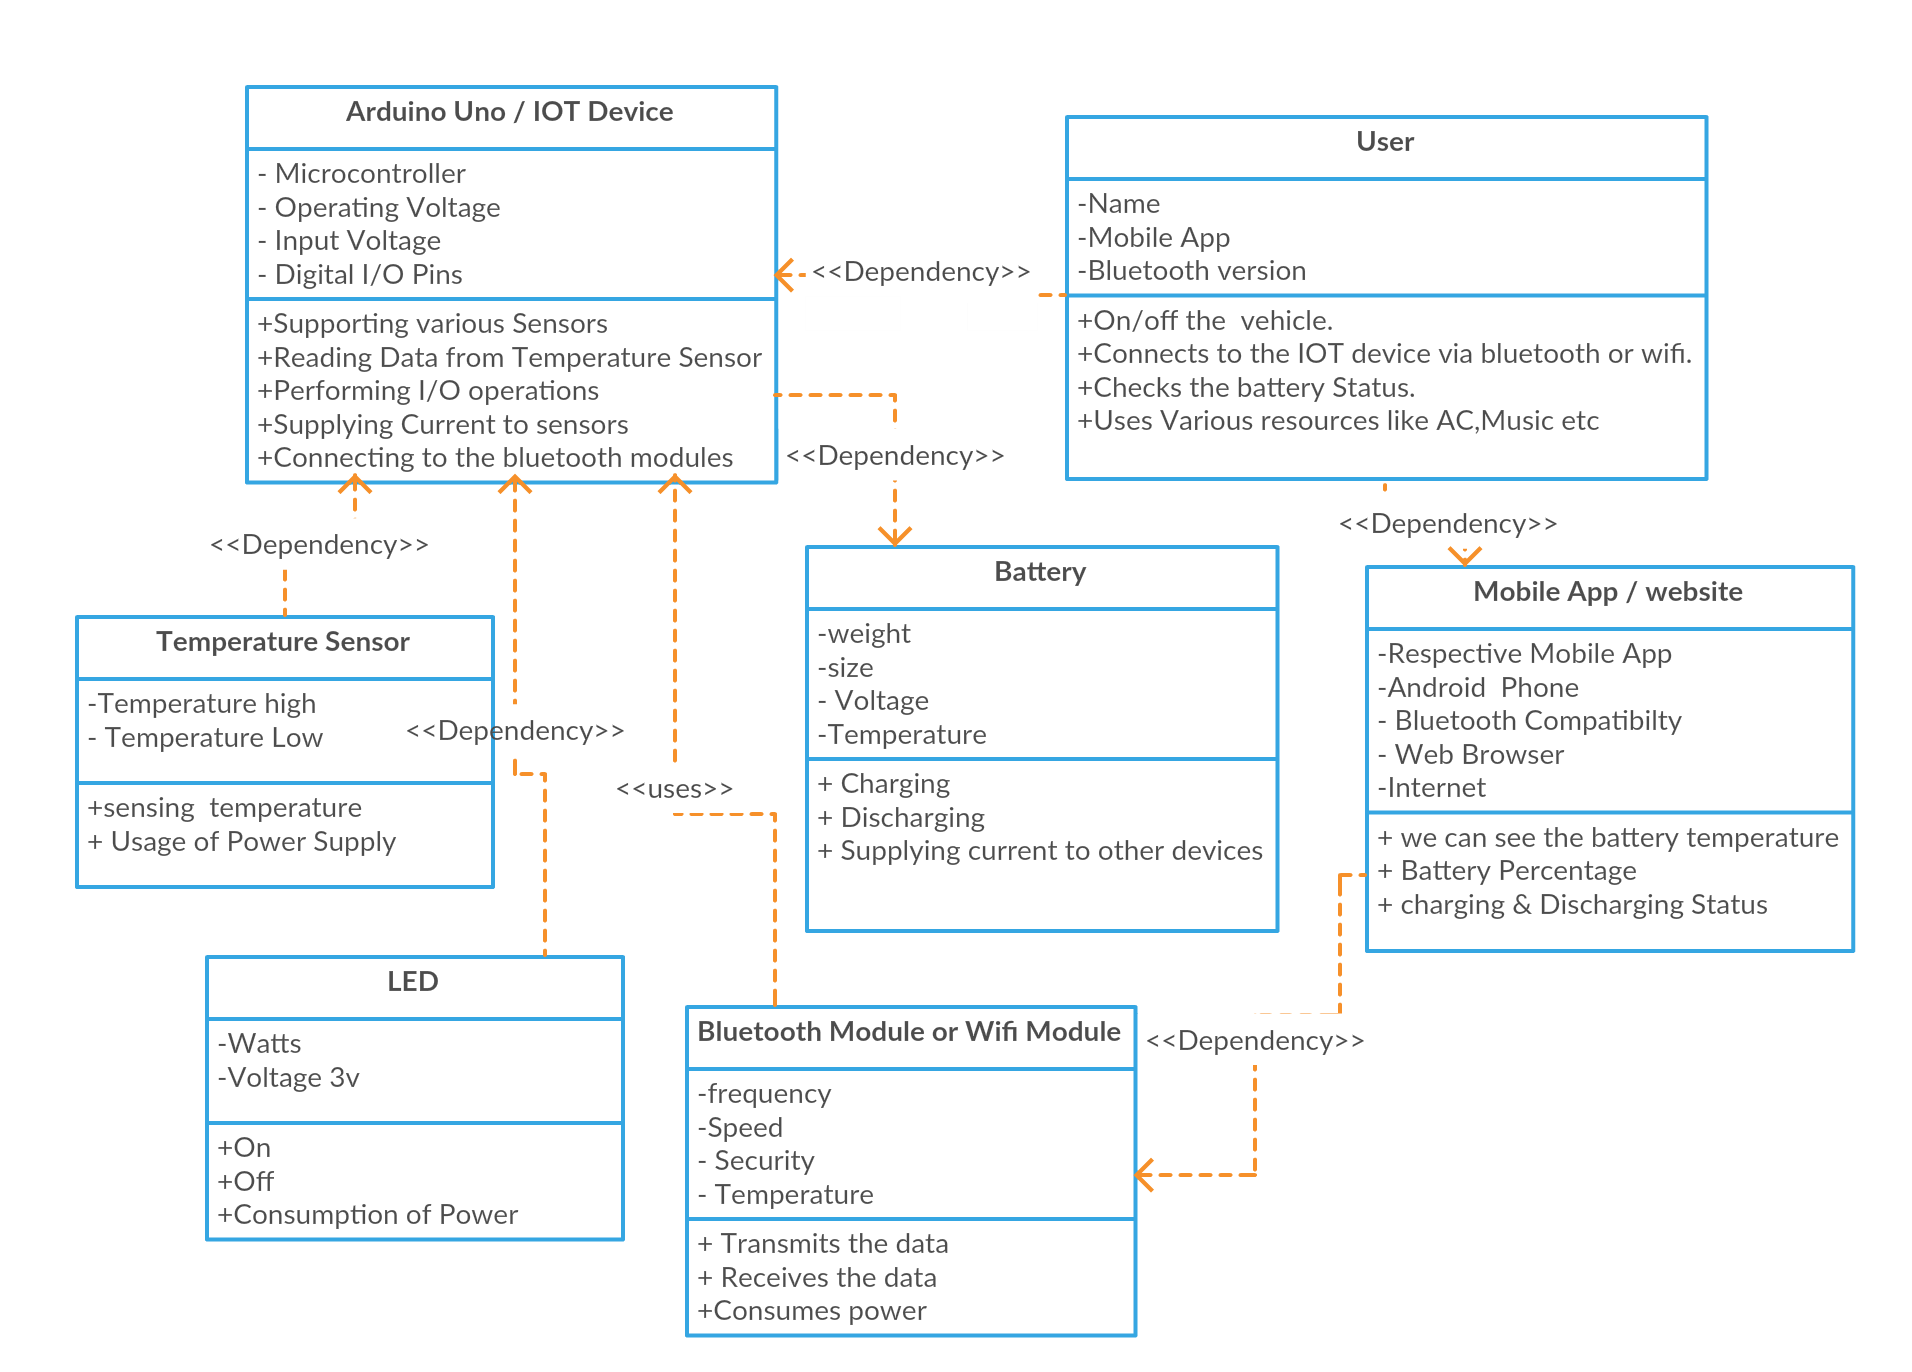 Arduino Uno / IOT Device
- Microcontroller
- Operating Voltage
- Input Voltage
- Digital I/O Pins
+Supporting various Sensors
+Reading Data from Temperature Sensor
+Performing I/O operations
+Supplying Current to sensors
+Connecting to the bluetooth modules
<<Dependency>>
User
-Name
-Mobile App
-Bluetooth version
+On/off the  vehicle.
+Connects to the IOT device via bluetooth or wifi.
+Checks the battery Status.
+Uses Various resources like AC,Music etc
<<Dependency>>
<<Dependency>>
<<Dependency>>
Temperature Sensor
-Temperature high
- Temperature Low
+sensing  temperature
+ Usage of Power Supply
<<Dependency>>
<<uses>>
Battery
-weight
-size
- Voltage
-Temperature
+ Charging
+ Discharging
+ Supplying current to other devices
Mobile App / website
-Respective Mobile App
-Android  Phone
- Bluetooth Compatibilty
- Web Browser
-Internet
+ we can see the battery temperature
+ Battery Percentage
+ charging & Discharging Status
LED
-Watts
-Voltage 3v
+On
+Off
+Consumption of Power
Bluetooth Module or Wifi Module
-frequency
-Speed
- Security
- Temperature
+ Transmits the data
+ Receives the data
+Consumes power
<<Dependency>>